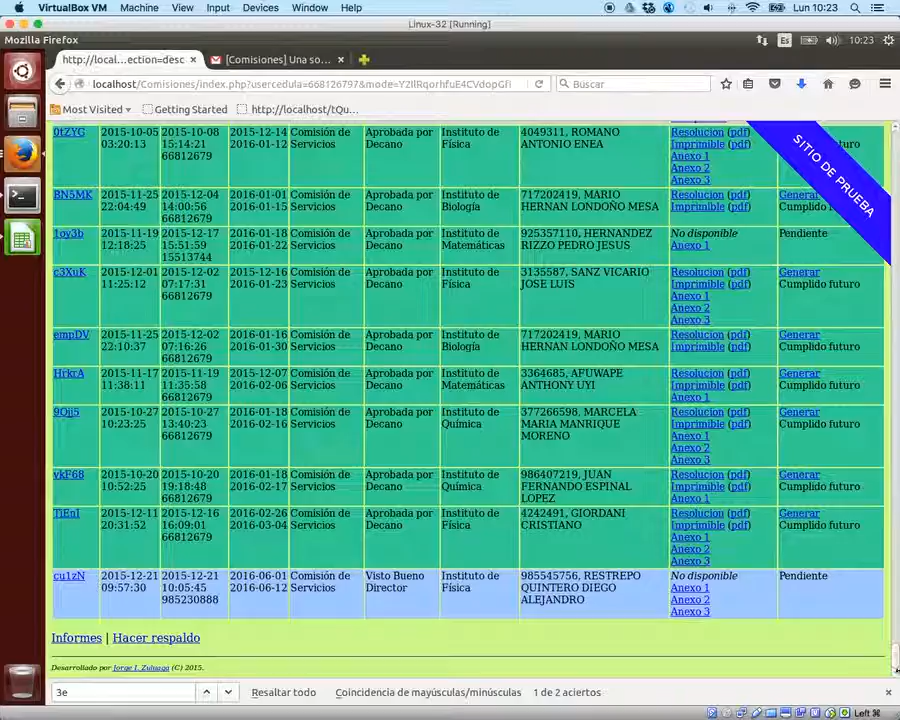 VirtualBox VM Machine View Input Devices Window Help Lun 10:23
Linux-32 [Running]
Mozilla Firefox Es 10:23
http://local...ection=desc × [Comisiones] Una so... ×
localhost/Comisiones/index.php?usercedula=66812679&mode=Y2llRqorhfuE4CVdopGFl Buscar
Most Visited Getting Started http://localhost/tQu...
0tZYG 2015-10-05 2015-10-08 2015-12-14 Comisión de Aprobada por Instituto de 4049311, ROMANO Resolucion (pdf)
03:20:13 15:14:21 2016-01-12 Servicios Decano Física ANTONIO ENEA Imprimible (pdf) turo
66812679 Anexo 1
Anexo 2
Anexo 3
SITIO DE PRUEBA
BN5MK 2015-11-25 2015-12-04 2016-01-01 Comisión de Aprobada por Instituto de 717202419, MARIO Resolucion (pdf) Generar
22:04:49 14:00:56 2016-01-15 Servicios Decano Biología HERNAN LONDOÑO MESA Imprimible (pdf) Cumplido
66812679
1oy3b 2015-11-19 2015-12-17 2016-01-18 Comisión de Aprobada por Instituto de 925357110, HERNANDEZ No disponible Pendiente
12:18:25 15:51:59 2016-01-22 Servicios Decano Matemáticas RIZZO PEDRO JESUS Anexo 1
15513744
c3XuK 2015-12-01 2015-12-02 2015-12-16 Comisión de Aprobada por Instituto de 3135587, SANZ VICARIO Resolucion (pdf) Generar
11:25:12 07:17:31 2016-01-23 Servicios Decano Física JOSE LUIS Imprimible (pdf) Cumplido futuro
66812679 Anexo 1
Anexo 2
Anexo 3
empDV 2015-11-25 2015-12-02 2016-01-16 Comisión de Aprobada por Instituto de 717202419, MARIO Resolucion (pdf) Generar
22:10:37 07:16:26 2016-01-30 Servicios Decano Biología HERNAN LONDOÑO MESA Imprimible (pdf) Cumplido futuro
66812679
HrkrA 2015-11-17 2015-11-19 2015-12-07 Comisión de Aprobada por Instituto de 3364685, AFUWAPE Resolucion (pdf) Generar
11:38:11 11:35:58 2016-02-06 Servicios Decano Matemáticas ANTHONY UYI Imprimible (pdf) Cumplido futuro
66812679 Anexo 1
9Ojj5 2015-10-27 2015-10-27 2016-01-18 Comisión de Aprobada por Instituto de 377266598, MARCELA Resolucion (pdf) Generar
10:23:25 13:40:23 2016-02-16 Servicios Decano Química MARIA MANRIQUE Imprimible (pdf) Cumplido futuro
66812679 MORENO Anexo 1
Anexo 2
Anexo 3
vkF68 2015-10-20 2015-10-20 2016-01-18 Comisión de Aprobada por Instituto de 986407219, JUAN Resolucion (pdf) Generar
10:52:25 19:18:48 2016-02-17 Servicios Decano Química FERNANDO ESPINAL Imprimible (pdf) Cumplido futuro
66812679 LOPEZ Anexo 1
TiEnI 2015-12-11 2015-12-16 2016-02-26 Comisión de Aprobada por Instituto de 4242491, GIORDANI Resolucion (pdf) Generar
20:31:52 16:09:01 2016-03-04 Servicios Decano Física CRISTIANO Imprimible (pdf) Cumplido futuro
66812679 Anexo 1
Anexo 2
Anexo 3
cu1zN 2015-12-21 2015-12-21 2016-06-01 Comisión de Visto Bueno Instituto de 985545756, RESTREPO No disponible Pendiente
09:57:30 10:05:45 2016-06-12 Servicios Director Física QUINTERO DIEGO Anexo 1
985230888 ALEJANDRO Anexo 2
Anexo 3
Informes | Hacer respaldo
Desarrollado por Jorge I. Zuluaga (C) 2015.
3e Resaltar todo Coincidencia de mayúsculas/minúsculas 1 de 2 aciertos ×
Left ⌘